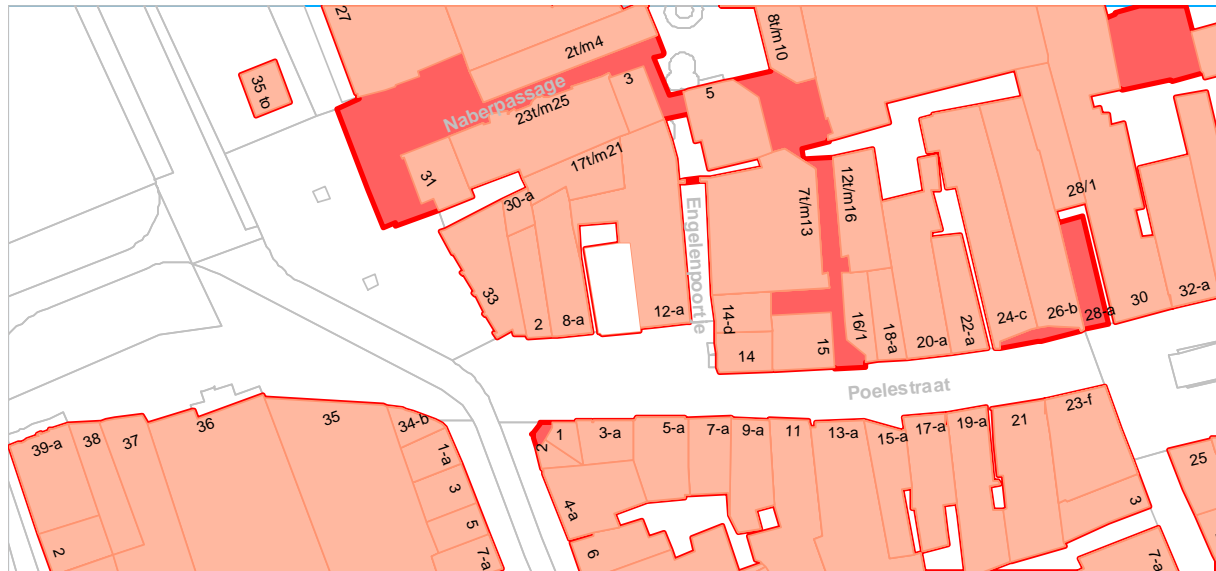 27
2t/m4
8t/m10
35 to
Naberpassage
23t/m25
3
5
31
17t/m21
30-a
7t/m13
12t/m16
28/1
Engelenpoortje
33
2
8-a
12-a
14-d
14
15
16/1
18-a
20-a
22-a
24-c
26-b
28-a
30
32-a
Poelestraat
39-a
38
37
36
35
34-b
1-a
3
5
7-a
2
2
1
3-a
5-a
7-a
9-a
11
13-a
15-a
17-a
19-a
21
23-f
25
4-a
6
3
7-a